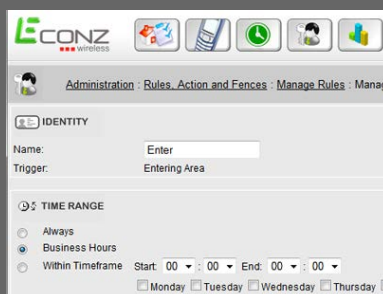 ECONZ
wireless
Administration : Rules, Action and Fences : Manage Rules : Manag
IDENTITY
Name: Enter
Trigger: Entering Area
TIME RANGE
Always
Business Hours
Within Timeframe Start: 00 : 00 End: 00 : 00
Monday Tuesday Wednesday Thursday